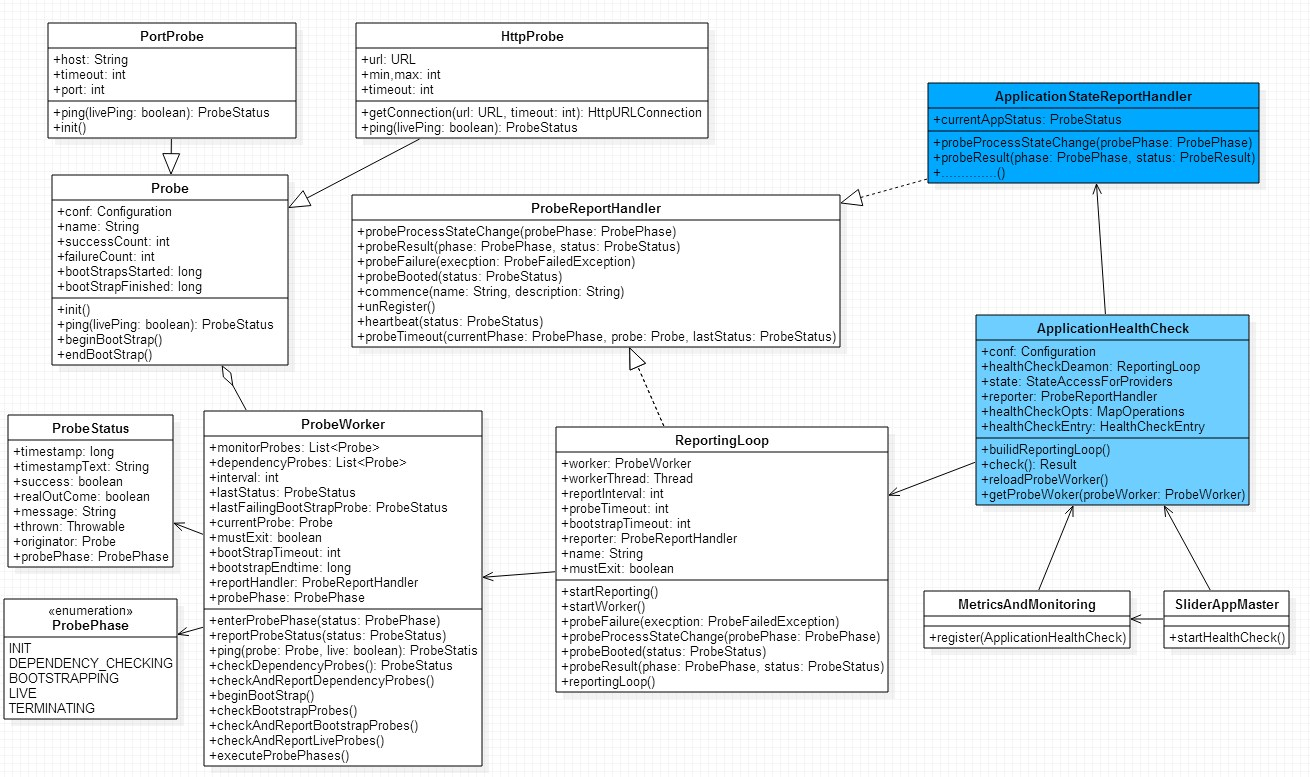 PortProbe
+host: String
+timeout: int
+port: int
+ping(livePing: boolean): ProbeStatus
+init()
HttpProbe
+url: URL
+min,max: int
+timeout: int
+getConnection(url: URL, timeout: int): HttpURLConnection
+ping(livePing: boolean): ProbeStatus
ApplicationStateReportHandler
+currentAppStatus: ProbeStatus
+probeProcessStateChange(probePhase: ProbePhase)
+probeResult(phase: ProbePhase, status: ProbeResult)
+..............()
Probe
+conf: Configuration
+name: String
+successCount: int
+failureCount: int
+bootStrapsStarted: long
+bootStrapFinished: long
+init()
+ping(livePing: boolean): ProbeStatus
+beginBootStrap()
+endBootStrap()
ProbeReportHandler
+probeProcessStateChange(probePhase: ProbePhase)
+probeResult(phase: ProbePhase, status: ProbeStatus)
+probeFailure(execption: ProbeFailedException)
+probeBooted(status: ProbeStatus)
+commence(name: String, description: String)
+unRegister()
+heartbeat(status: ProbeStatus)
+probeTimeout(currentPhase: ProbePhase, probe: Probe, lastStatus: ProbeStatus)
ApplicationHealthCheck
+conf: Configuration
+healthCheckDeamon: ReportingLoop
+state: StateAccessForProviders
+reporter: ProbeReportHandler
+healthCheckOpts: MapOperations
+healthCheckEntry: HealthCheckEntry
+builidReportingLoop()
+check(): Result
+reloadProbeWorker()
+getProbeWoker(probeWorker: ProbeWorker)
ProbeStatus
+timestamp: long
+timestampText: String
+success: boolean
+realOutCome: boolean
+message: String
+thrown: Throwable
+originator: Probe
+probePhase: ProbePhase
ProbeWorker
+monitorProbes: List<Probe>
+dependencyProbes: List<Probe>
+interval: int
+lastStatus: ProbeStatus
+lastFailingBootStrapProbe: ProbeStatus
+currentProbe: Probe
+mustExit: boolean
+bootStrapTimeout: int
+bootstrapEndtime: long
+reportHandler: ProbeReportHandler
+probePhase: ProbePhase
+enterProbePhase(status: ProbePhase)
+reportProbeStatus(status: ProbeStatus)
+ping(probe: Probe, live: boolean): ProbeStatis
+checkDependencyProbes(): ProbeStatus
+checkAndReportDependencyProbes()
+beginBootStrap()
+checkBootstrapProbes()
+checkAndReportBootstrapProbes()
+checkAndReportLiveProbes()
+executeProbePhases()
ReportingLoop
+worker: ProbeWorker
+workerThread: Thread
+reportInterval: int
+probeTimeout: int
+bootstrapTimeout: int
+reporter: ProbeReportHandler
+name: String
+mustExit: boolean
+startReporting()
+startWorker()
+probeFailure(execption: ProbeFailedException)
+probeProcessStateChange(probePhase: ProbePhase)
+probeBooted(status: ProbeStatus)
+probeResult(phase: ProbePhase, status: ProbeStatus)
+reportingLoop()
«enumeration»
ProbePhase
INIT
DEPENDENCY_CHECKING
BOOTSTRAPPING
LIVE
TERMINATING
MetricsAndMonitoring
+register(ApplicationHealthCheck)
SliderAppMaster
+startHealthCheck()